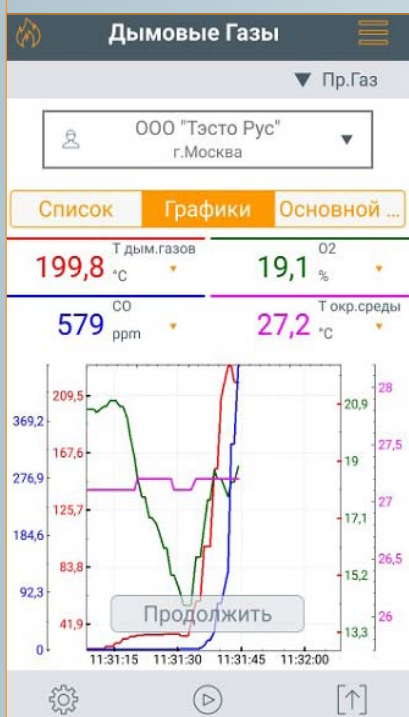 Дымовые Газы
▼ Пр.Газ
ООО "Тэсто Рус"
г.Москва
Список Графики Основной ...
Т дым.газов
199,8 °C
O2
19,1 %
CO
579 ppm
Т окр.среды
27,2 °C
369,2
276,9
184,6
92,3
0
209,5
167,6
125,7
83,8
41,9
20,9
19
17,1
15,2
13,3
28
27,5
27
26,5
26
Продолжить
11:31:15 11:31:30 11:31:45 11:32:00